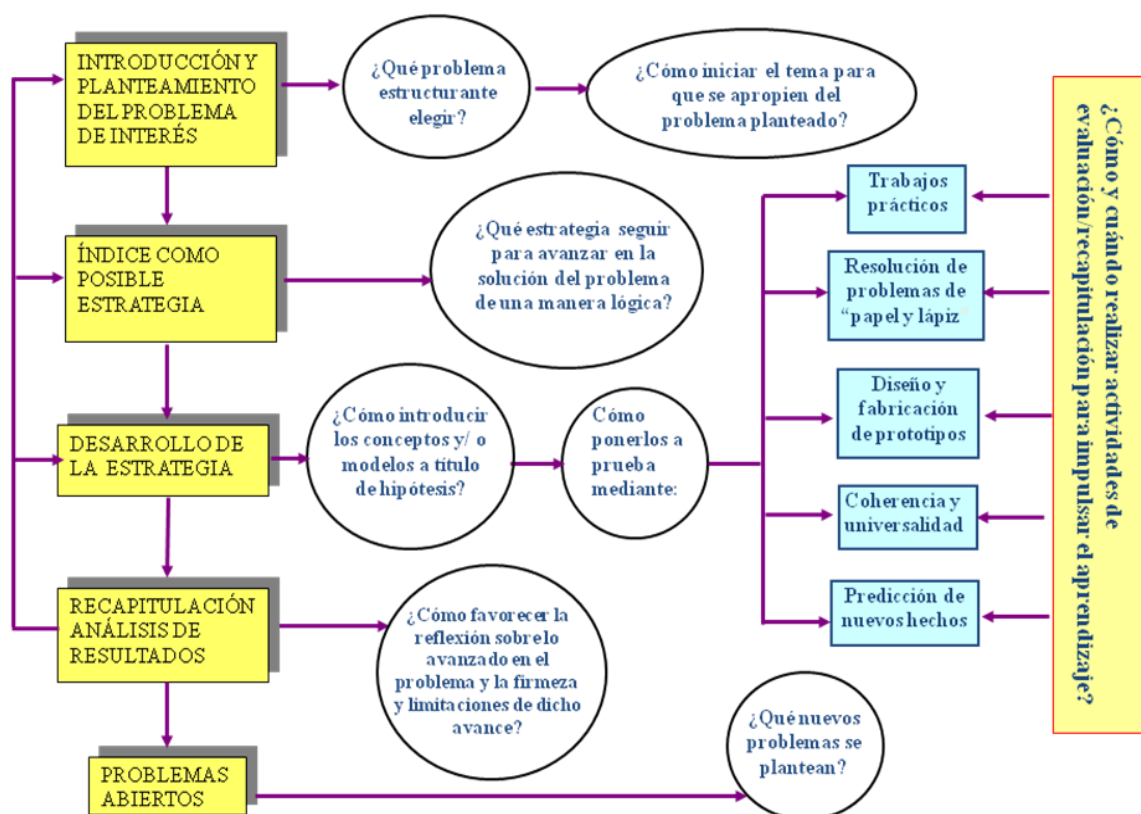 INTRODUCCIÓN Y
PLANTEAMIENTO
DEL PROBLEMA
DE INTERÉS
¿Qué problema
estructurante
elegir?
¿Cómo iniciar el tema para
que se apropien del
problema planteado?
ÍNDICE COMO
POSIBLE
ESTRATEGIA
¿Qué estrategia seguir
para avanzar en la
solución del problema
de una manera lógica?
DESARROLLO DE
LA ESTRATEGIA
¿Cómo introducir
los conceptos y/ o
modelos a título
de hipótesis?
Cómo
ponerlos a
prueba
mediante:
Trabajos
prácticos
Resolución de
problemas de
“papel y lápiz”
Diseño y
fabricación
de prototipos
Coherencia y
universalidad
Predicción de
nuevos hechos
¿Cómo y cuándo realizar actividades de
evaluación/recapitulación para impulsar el aprendizaje?
RECAPITULACIÓN
ANÁLISIS DE
RESULTADOS
¿Cómo favorecer la
reflexión sobre lo
avanzado en el
problema y la firmeza
y limitaciones de dicho
avance?
PROBLEMAS
ABIERTOS
¿Qué nuevos
problemas se
plantean?